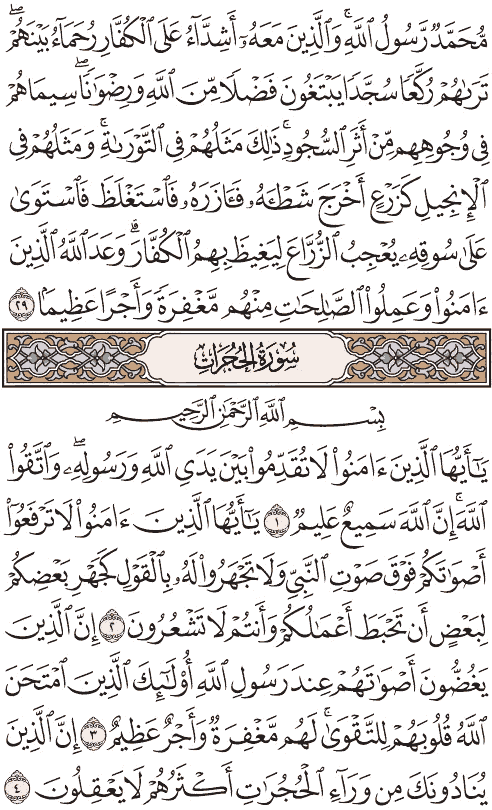 مُّحَمَّدٌ رَّسُولُ ٱللَّهِۚ وَٱلَّذِينَ مَعَهُۥٓ أَشِدَّآءُ عَلَى ٱلۡكُفَّارِ رُحَمَآءُ بَيۡنَهُمۡۖ
تَرَىٰهُمۡ رُكَّعٗا سُجَّدٗا يَبۡتَغُونَ فَضۡلٗا مِّنَ ٱللَّهِ وَرِضۡوَٰنٗاۖ سِيمَاهُمۡ
فِي وُجُوهِهِم مِّنۡ أَثَرِ ٱلسُّجُودِۚ ذَٰلِكَ مَثَلُهُمۡ فِي ٱلتَّوۡرَىٰةِۚ وَمَثَلُهُمۡ فِي
ٱلۡإِنجِيلِ كَزَرۡعٍ أَخۡرَجَ شَطۡـَٔهُۥ فَـَٔازَرَهُۥ فَٱسۡتَغۡلَظَ فَٱسۡتَوَىٰ
عَلَىٰ سُوقِهِۦ يُعۡجِبُ ٱلزُّرَّاعَ لِيَغِيظَ بِهِمُ ٱلۡكُفَّارَۗ وَعَدَ ٱللَّهُ ٱلَّذِينَ
ءَامَنُواْ وَعَمِلُواْ ٱلصَّٰلِحَٰتِ مِنۡهُم مَّغۡفِرَةٗ وَأَجۡرًا عَظِيمَۢا ٢٩
سُورَةُ الحُجُرَاتِ
بِسۡمِ ٱللَّهِ ٱلرَّحۡمَٰنِ ٱلرَّحِيمِ
يَٰٓأَيُّهَا ٱلَّذِينَ ءَامَنُواْ لَا تُقَدِّمُواْ بَيۡنَ يَدَيِ ٱللَّهِ وَرَسُولِهِۦۖ وَٱتَّقُواْ
ٱللَّهَۚ إِنَّ ٱللَّهَ سَمِيعٌ عَلِيمٞ ١ يَٰٓأَيُّهَا ٱلَّذِينَ ءَامَنُواْ لَا تَرۡفَعُوٓاْ
أَصۡوَٰتَكُمۡ فَوۡقَ صَوۡتِ ٱلنَّبِيِّ وَلَا تَجۡهَرُواْ لَهُۥ بِٱلۡقَوۡلِ كَجَهۡرِ بَعۡضِكُمۡ
لِبَعۡضٍ أَن تَحۡبَطَ أَعۡمَٰلُكُمۡ وَأَنتُمۡ لَا تَشۡعُرُونَ ٢ إِنَّ ٱلَّذِينَ
يَغُضُّونَ أَصۡوَٰتَهُمۡ عِندَ رَسُولِ ٱللَّهِ أُوْلَٰٓئِكَ ٱلَّذِينَ ٱمۡتَحَنَ
ٱللَّهُ قُلُوبَهُمۡ لِلتَّقۡوَىٰۚ لَهُم مَّغۡفِرَةٞ وَأَجۡرٌ عَظِيمٌ ٣ إِنَّ ٱلَّذِينَ
يُنَادُونَكَ مِن وَرَآءِ ٱلۡحُجُرَٰتِ أَكۡثَرُهُمۡ لَا يَعۡقِلُونَ ٤